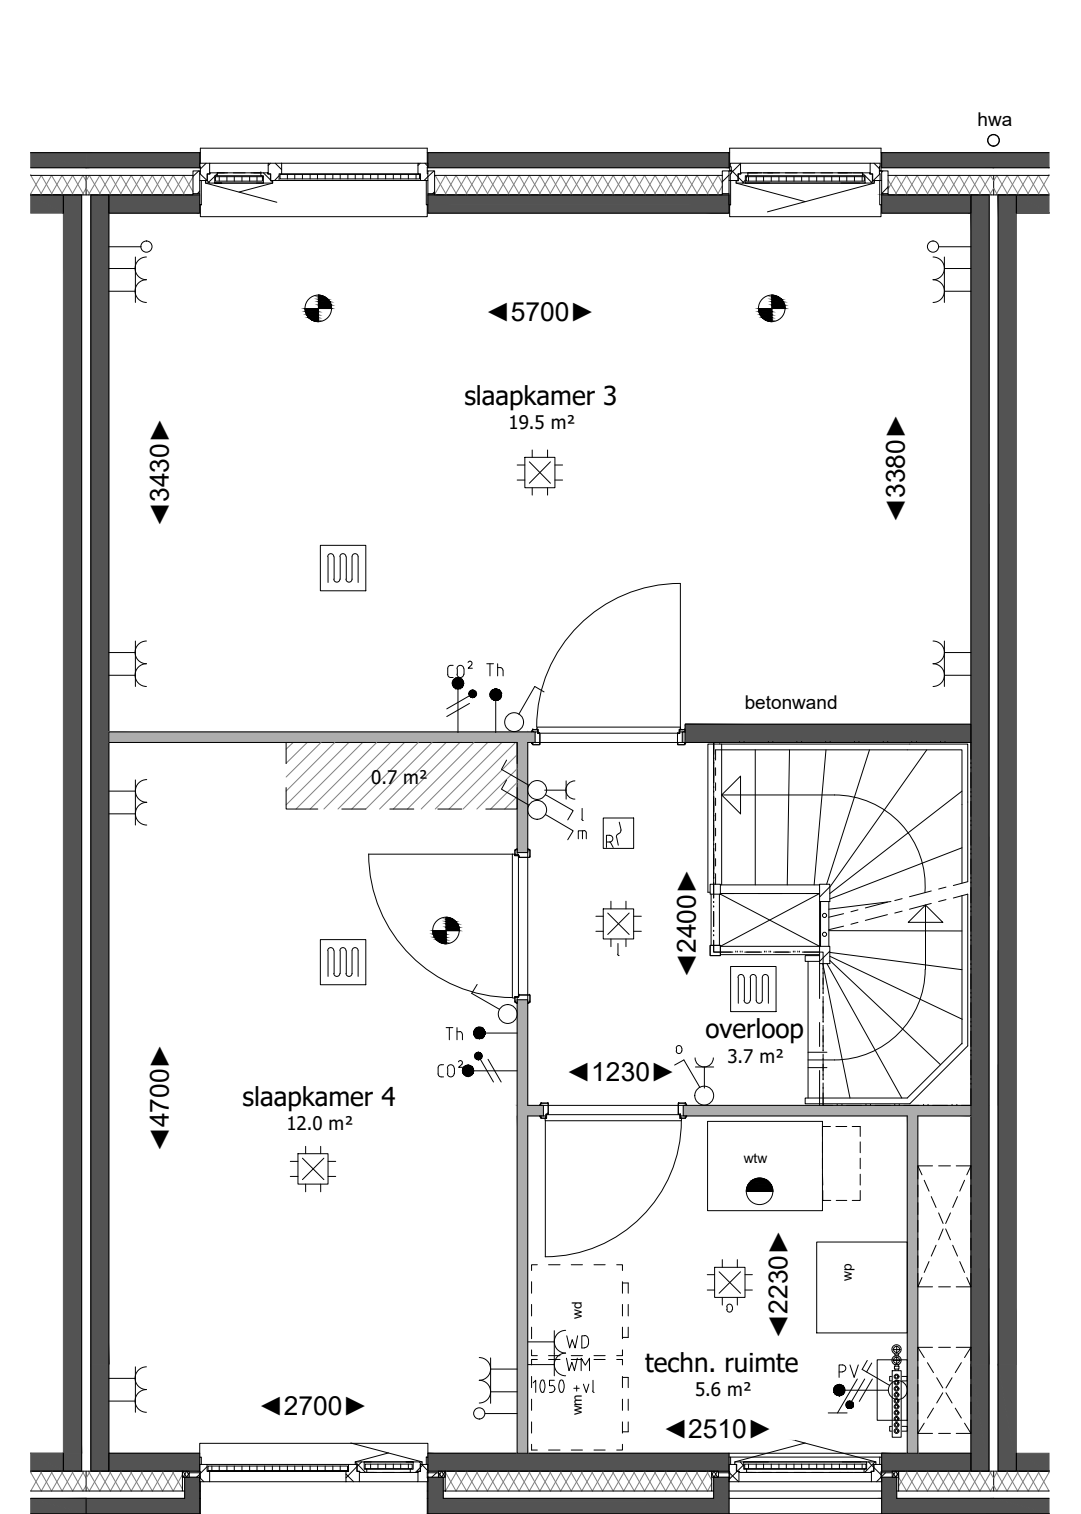 hwa
5700
slaapkamer 3
19.5 m²
3430
3380
CO²
Th
betonwand
0.7 m²
l
m
R
2400
l
overloop
3.7 m²
Th
CO²
o
1230
4700
slaapkamer 4
12.0 m²
wtw
wp
2230
o
wd
WD
WM
1050 +vl
wm
techn. ruimte
5.6 m²
PV
2700
2510